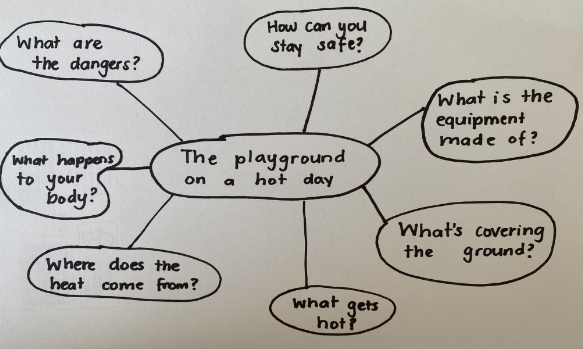 How can you
stay safe?
What are
the dangers?
What is the
equipment
made of?
The playground
on a hot day
What happens
to your
body?
What's covering
the ground?
Where does the
heat come from?
What gets
hot?